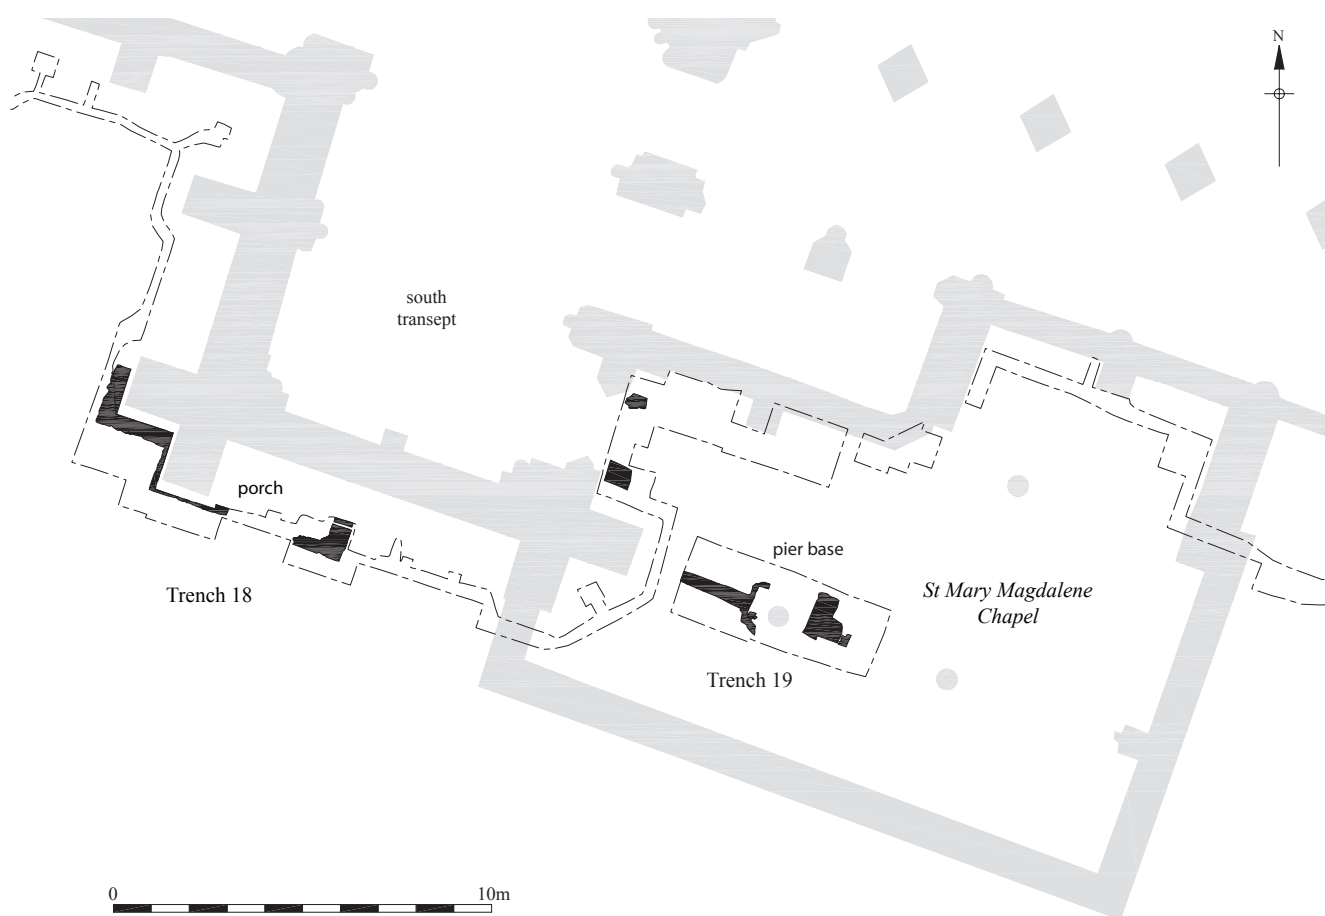 N
south
transept
porch
pier base
Trench 18
St Mary Magdalene
Chapel
Trench 19
0
10m